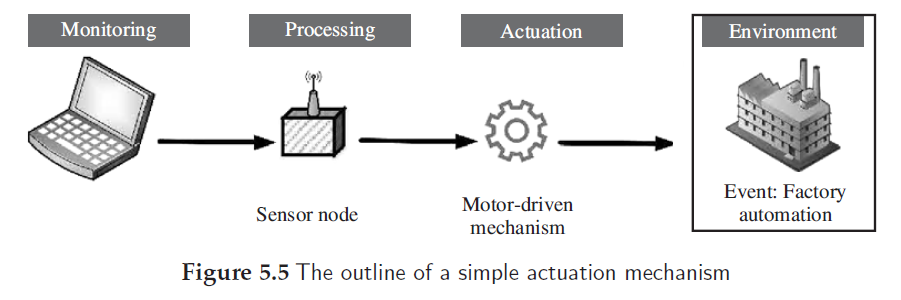 Monitoring
Processing
Actuation
Environment
Sensor node
Motor-driven
mechanism
Event: Factory
automation
Figure 5.5 The outline of a simple actuation mechanism